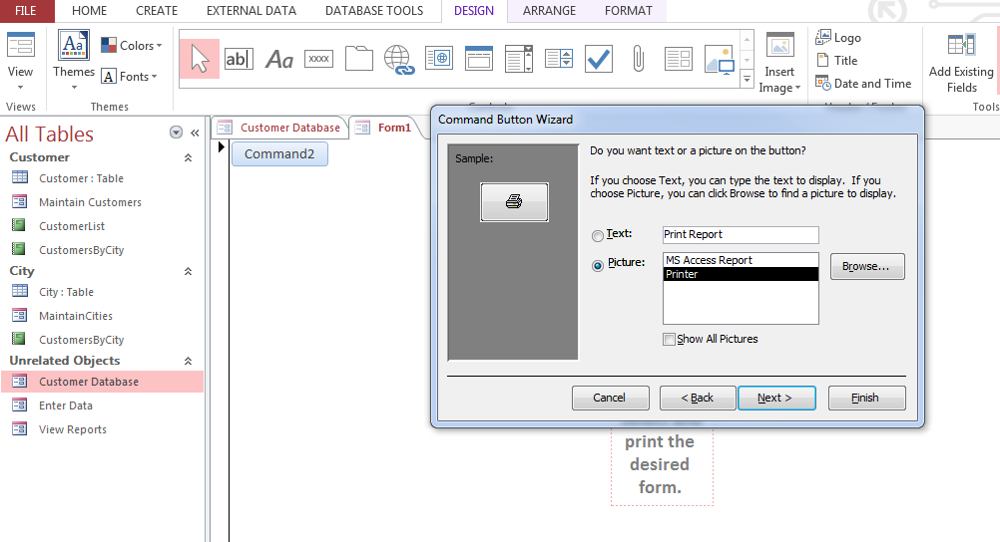 FILE HOME CREATE EXTERNAL DATA DATABASE TOOLS DESIGN ARRANGE FORMAT
View
Views
Aa
Themes
Colors
A Fonts
Themes
ab|
Aa
xxxx
Insert
Image
Logo
Title
Date and Time
Add Existing
Fields
Tools
All Tables
Customer
Customer : Table
Maintain Customers
CustomerList
CustomersByCity
City
City : Table
MaintainCities
CustomersByCity
Unrelated Objects
Customer Database
Enter Data
View Reports
Customer Database
Form1
Command2
Command Button Wizard
Sample:
Do you want text or a picture on the button?
If you choose Text, you can type the text to display. If you
choose Picture, you can click Browse to find a picture to display.
Text:
Print Report
Picture:
MS Access Report
Printer
Browse...
Show All Pictures
Cancel
< Back
Next >
Finish
print the
desired
form.